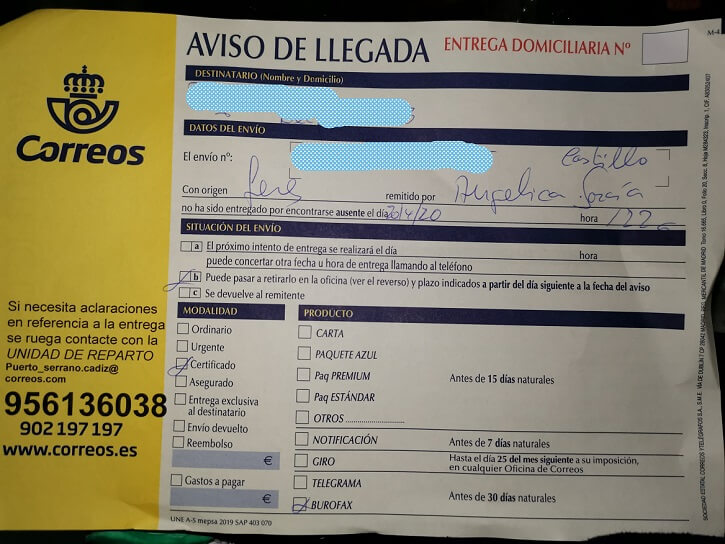 M-4
AVISO DE LLEGADA ENTREGA DOMICILIARIA Nº
DESTINATARIO (Nombre y Domicilio)
Correos
DATOS DEL ENVÍO
El envío nº: Castillo
Con origen remitido por Angelica García
no ha sido entregado por encontrarse ausente el día 20/4/20 hora
SITUACIÓN DEL ENVÍO
a El próximo intento de entrega se realizará el día hora
puede concertar otra fecha u hora de entrega llamando al teléfono
b Puede pasar a retirarlo en la oficina (ver el reverso) y plazo indicados a partir del día siguiente a la fecha del aviso
c Se devuelve al remitente
Si necesita aclaraciones
en referencia a la entrega
se ruega contacte con la
UNIDAD DE REPARTO
Puerto_serrano.cadiz@
correos.com
956136038
902 197 197
www.correos.es
MODALIDAD
Ordinario
Urgente
Certificado
Asegurado
Entrega exclusiva
al destinatario
Envío devuelto
Reembolso
€
Gastos a pagar
€
PRODUCTO
CARTA
PAQUETE AZUL
Paq PREMIUM Antes de 15 días naturales
Paq ESTÁNDAR
OTROS ....................
NOTIFICACIÓN Antes de 7 días naturales
GIRO Hasta el día 25 del mes siguiente a su imposición,
en cualquier Oficina de Correos
TELEGRAMA
Antes de 30 días naturales
BUROFAX
UNE A-5 mepsa 2019 SAP 403 070